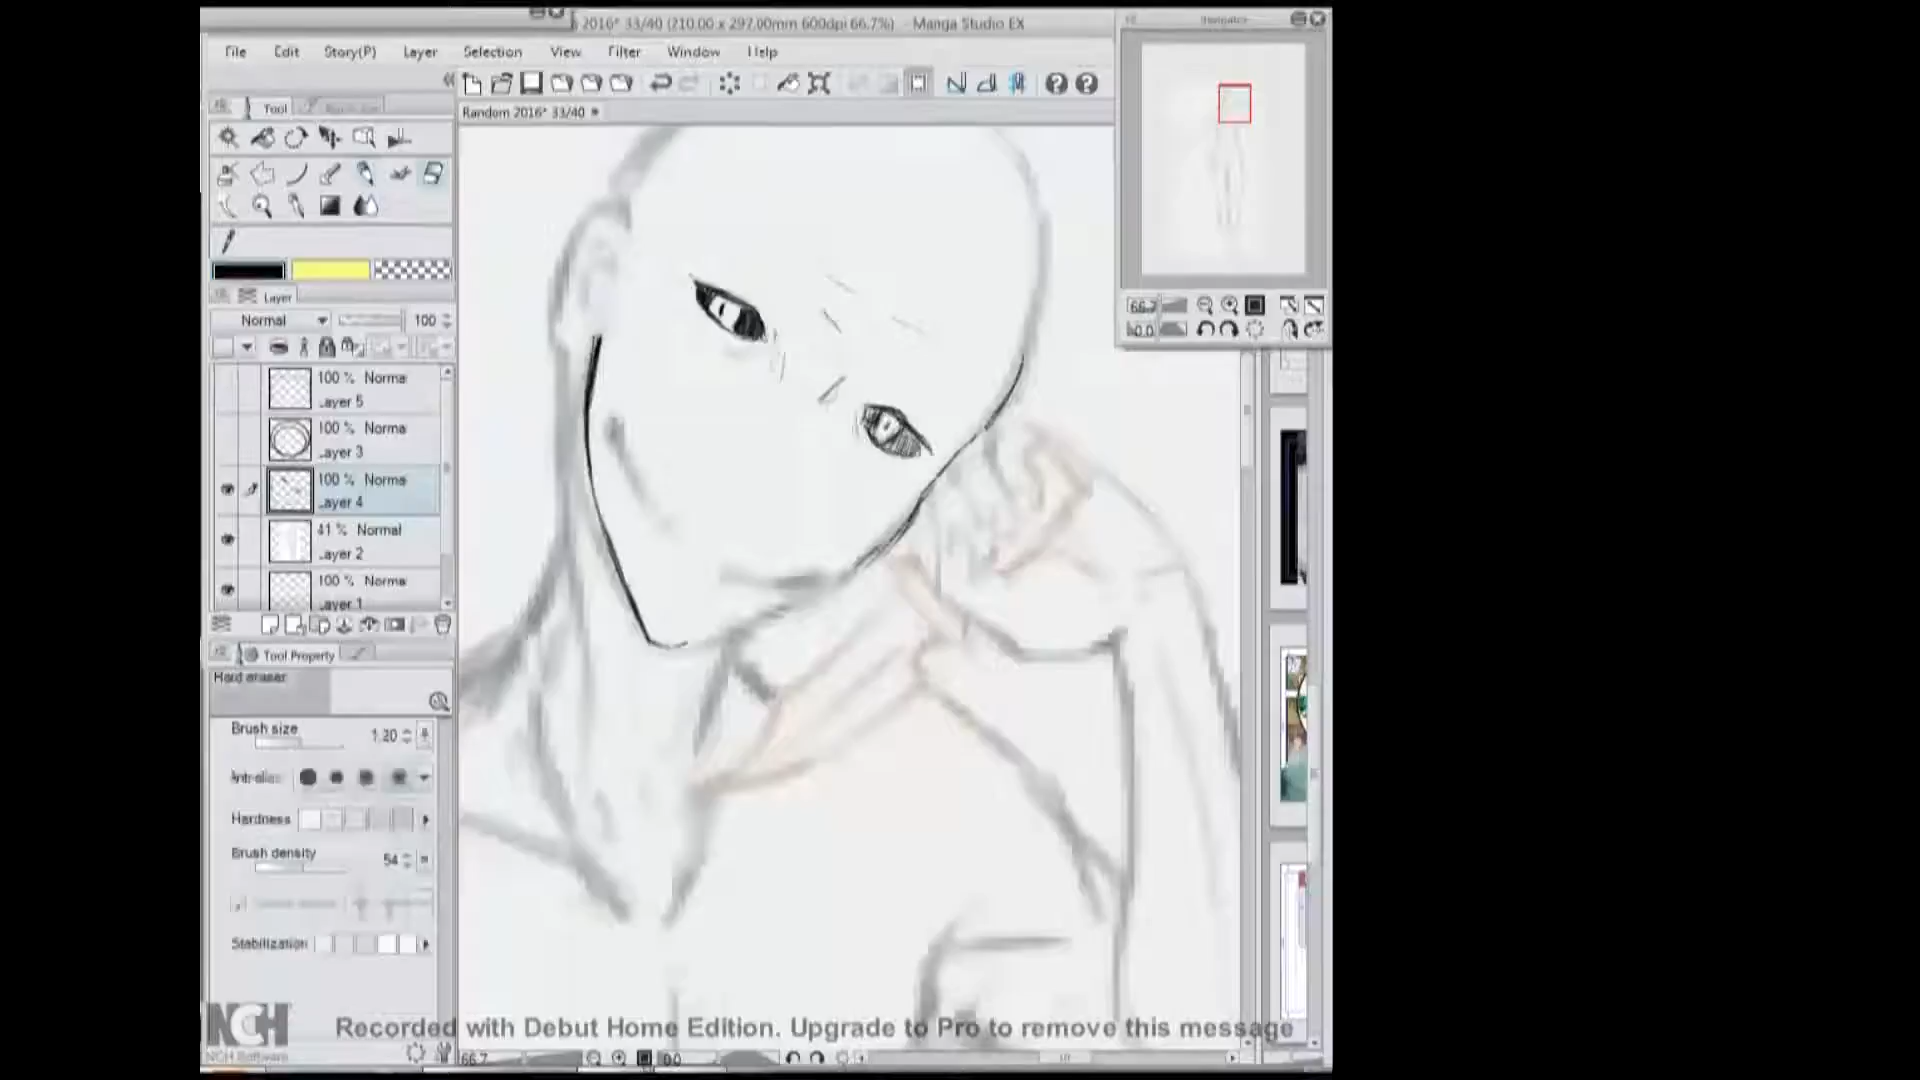 2016* 33/40 (210.00 x 297.00mm 600dpi 66.7%) - Manga Studio EX
Navigator
File Edit Story(P) Layer Selection View Filter Window Help
Tool
Random 2016* 33/40
Layer
Normal 100
100 % Norma
Layer 5
100 % Norma
Layer 3
100 % Norma
Layer 4
41 % Normal
Layer 2
100 % Norma
Layer 1
66.7
0.0
Tool Property
Hard eraser
Brush size 1.20
Anti-alias
Hardness
Brush density 54
Stabilization
NCH
NCH Software
Recorded with Debut Home Edition. Upgrade to Pro to remove this message
66.7 0.0